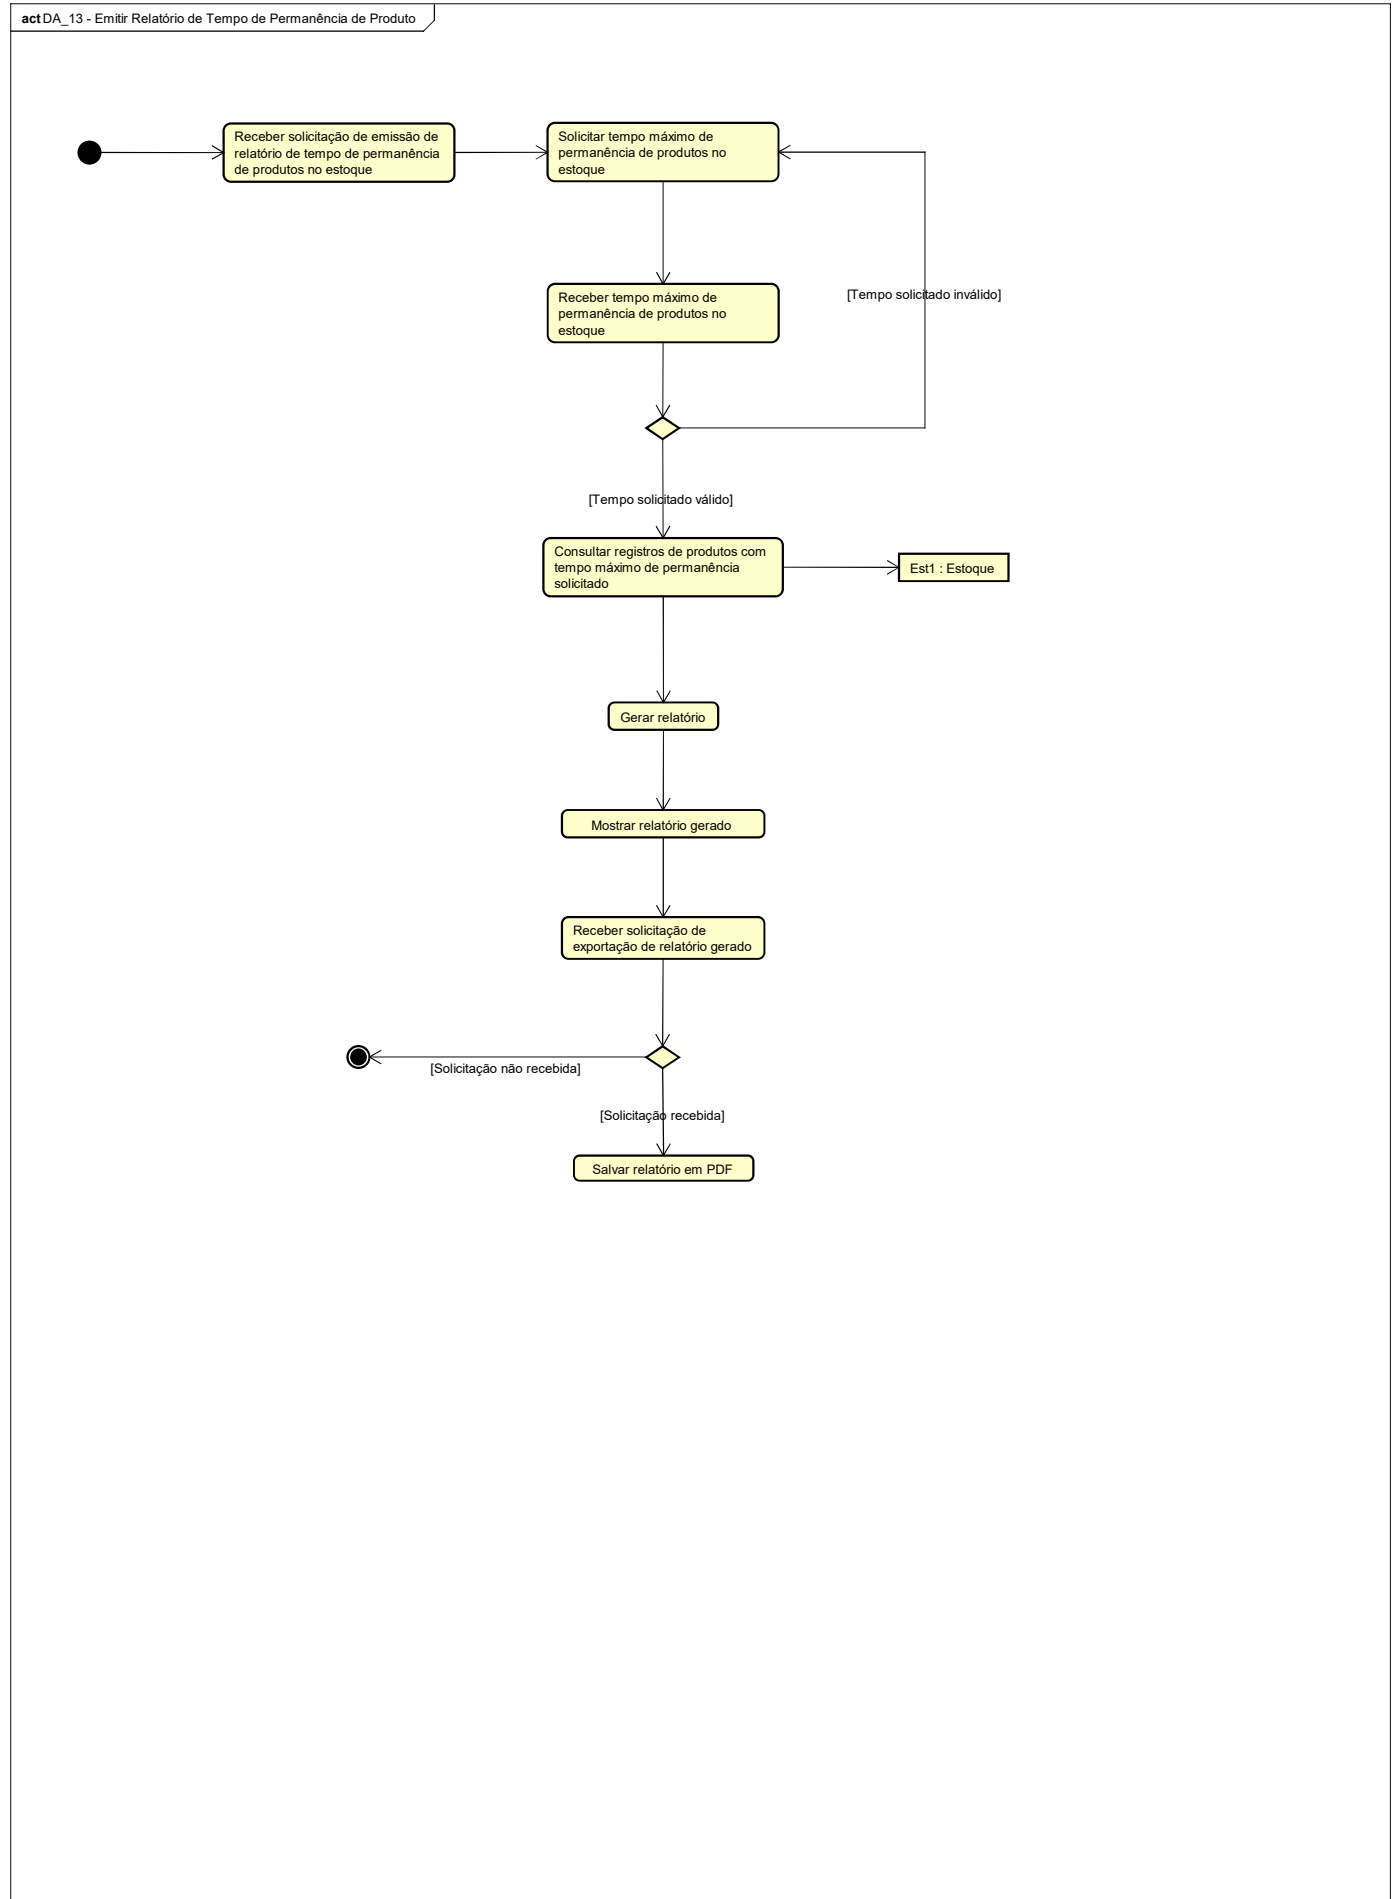 act DA_13 - Emitir Relatório de Tempo de Permanência de Produto
Receber solicitação de emissão de
relatório de tempo de permanência
de produtos no estoque
Solicitar tempo máximo de
permanência de produtos no
estoque
Receber tempo máximo de
permanência de produtos no
estoque
[Tempo solicitado inválido]
[Tempo solicitado válido]
Consultar registros de produtos com
tempo máximo de permanência
solicitado
Est1 : Estoque
Gerar relatório
Mostrar relatório gerado
Receber solicitação de
exportação de relatório gerado
[Solicitação não recebida]
[Solicitação recebida]
Salvar relatório em PDF